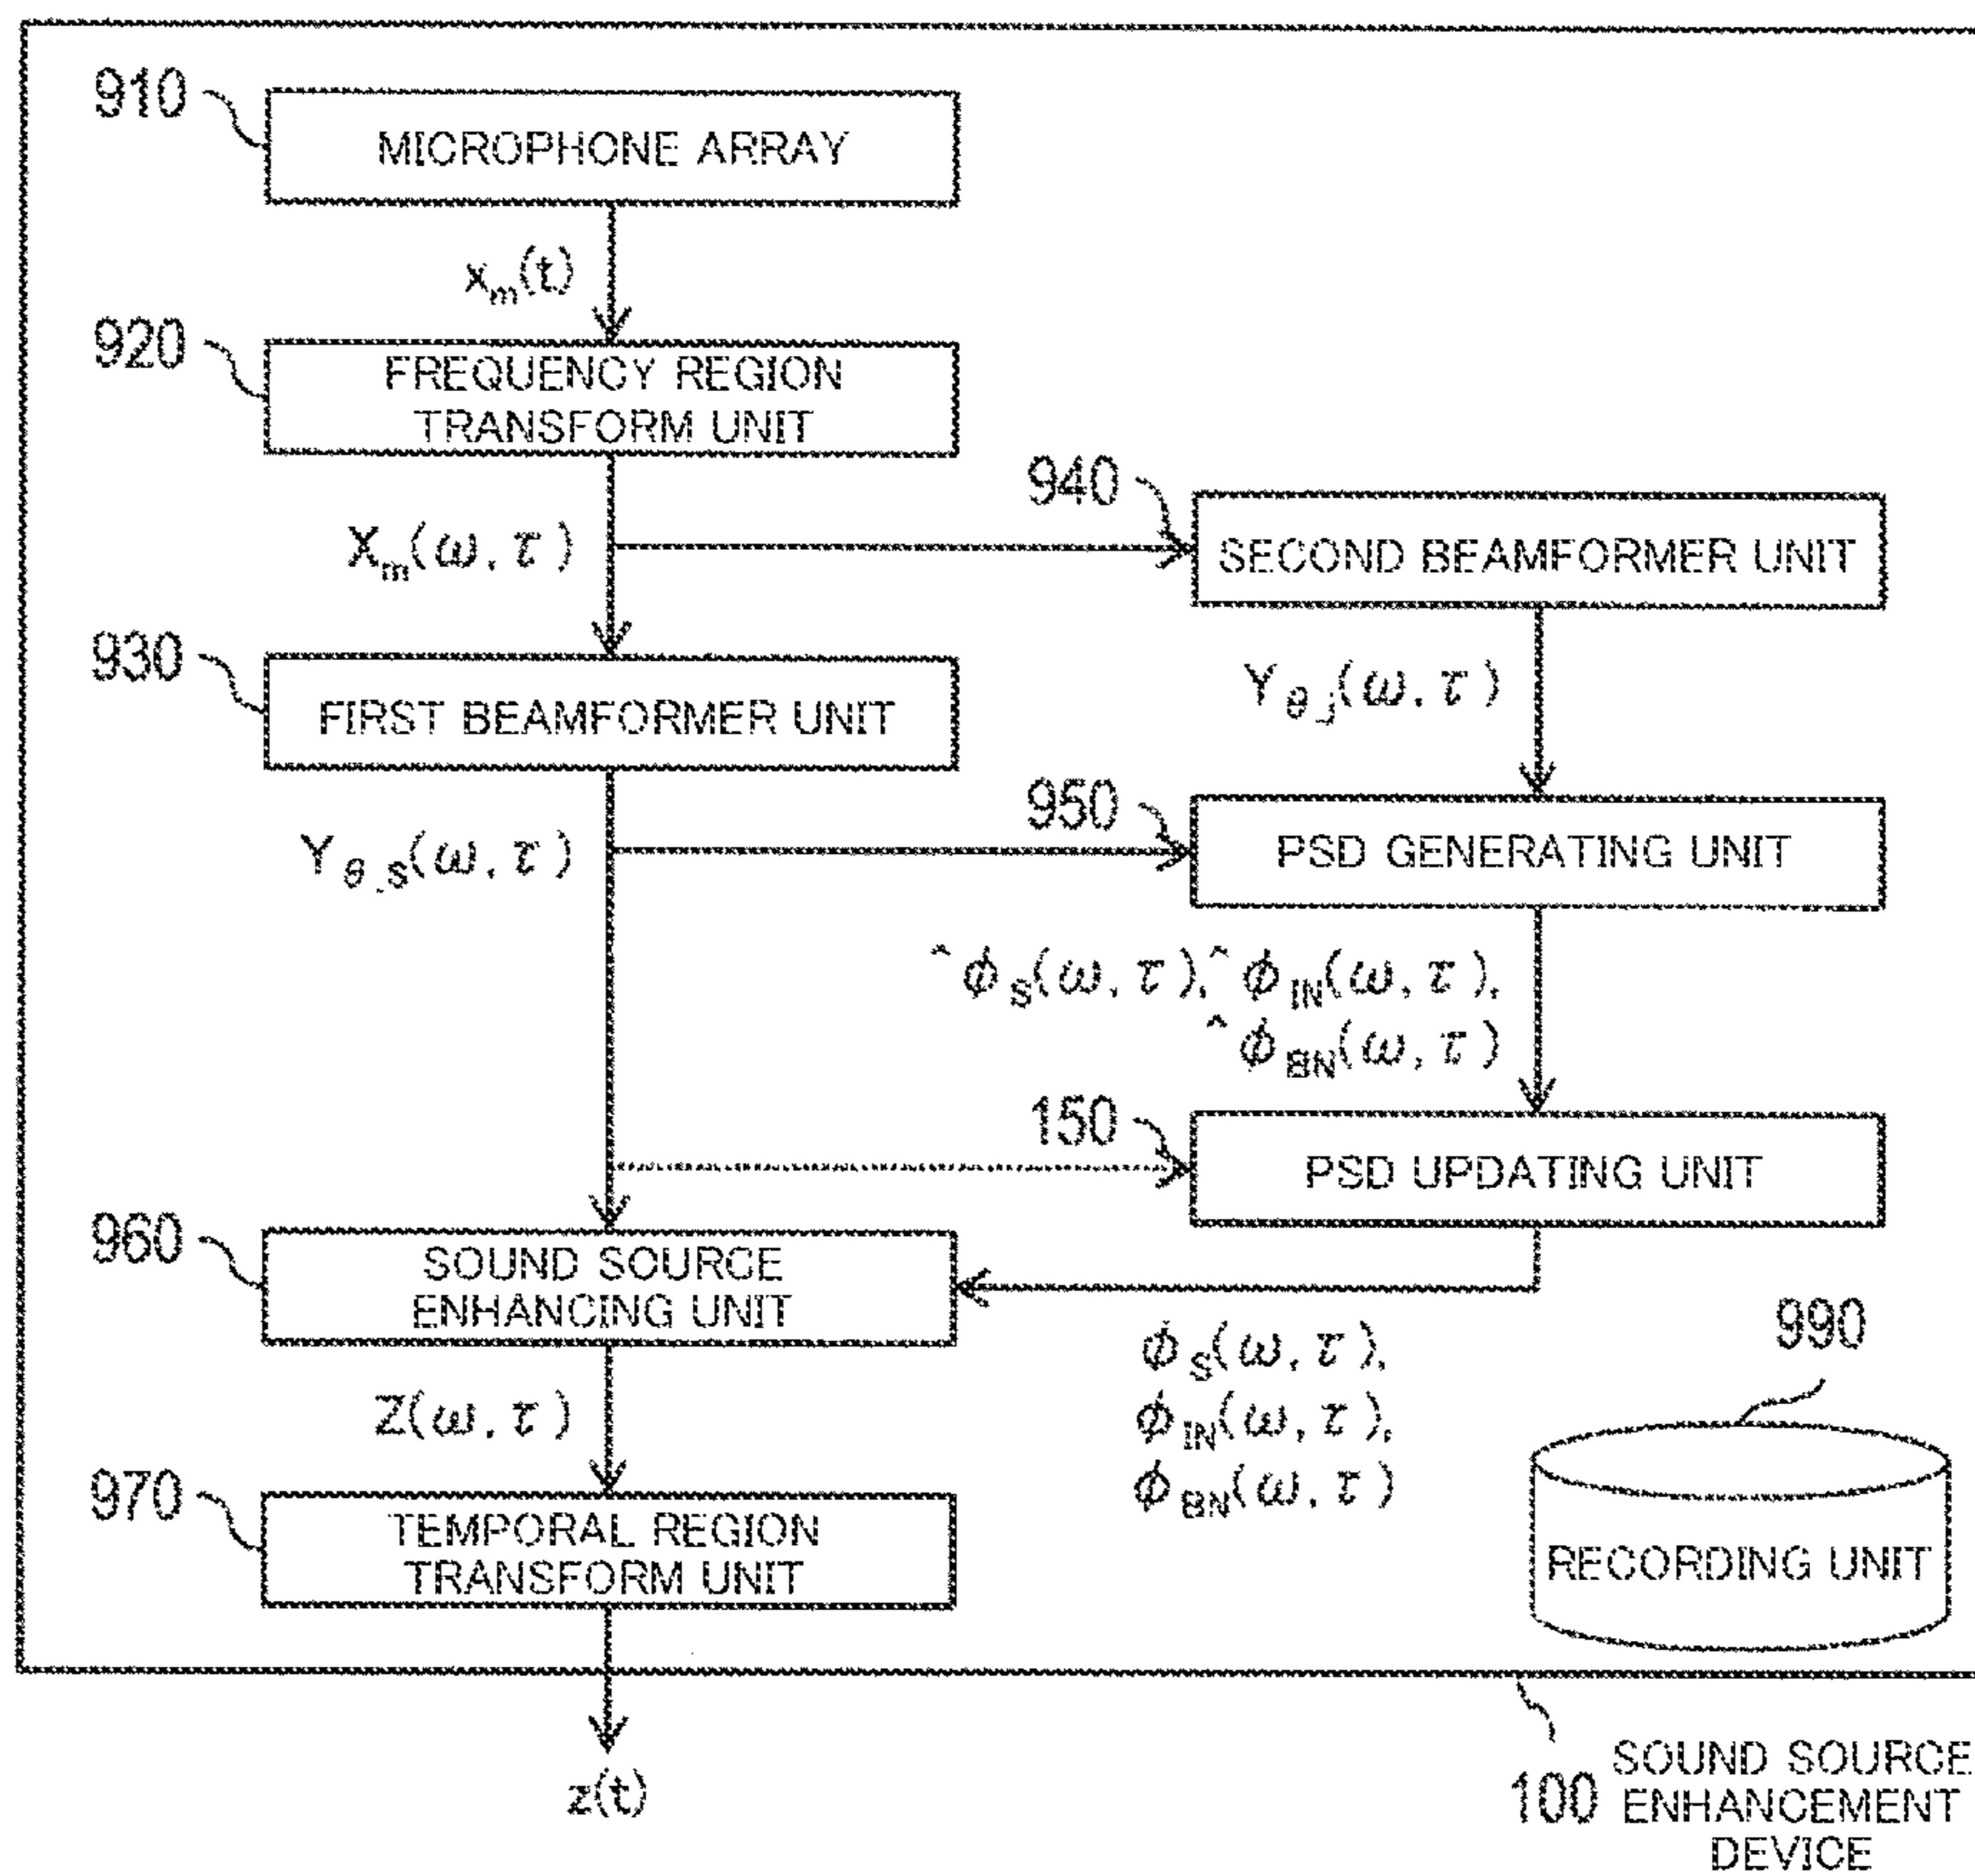 910
MICROPHONE ARRAY
xm(t)
920
FREQUENCY REGION
TRANSFORM UNIT
940
Xm(ω, τ)
SECOND BEAMFORMER UNIT
930
FIRST BEAMFORMER UNIT
Yθ_j(ω, τ)
950
Yθ_S(ω, τ)
PSD GENERATING UNIT
^ϕS(ω, τ), ^ϕIN(ω, τ),
^ϕBN(ω, τ)
150
PSD UPDATING UNIT
960
SOUND SOURCE
ENHANCING UNIT
990
ϕS(ω, τ),
Z(ω, τ)
ϕIN(ω, τ),
ϕBN(ω, τ)
970
TEMPORAL REGION
TRANSFORM UNIT
RECORDING UNIT
z(t)
100
SOUND SOURCE
ENHANCEMENT
DEVICE